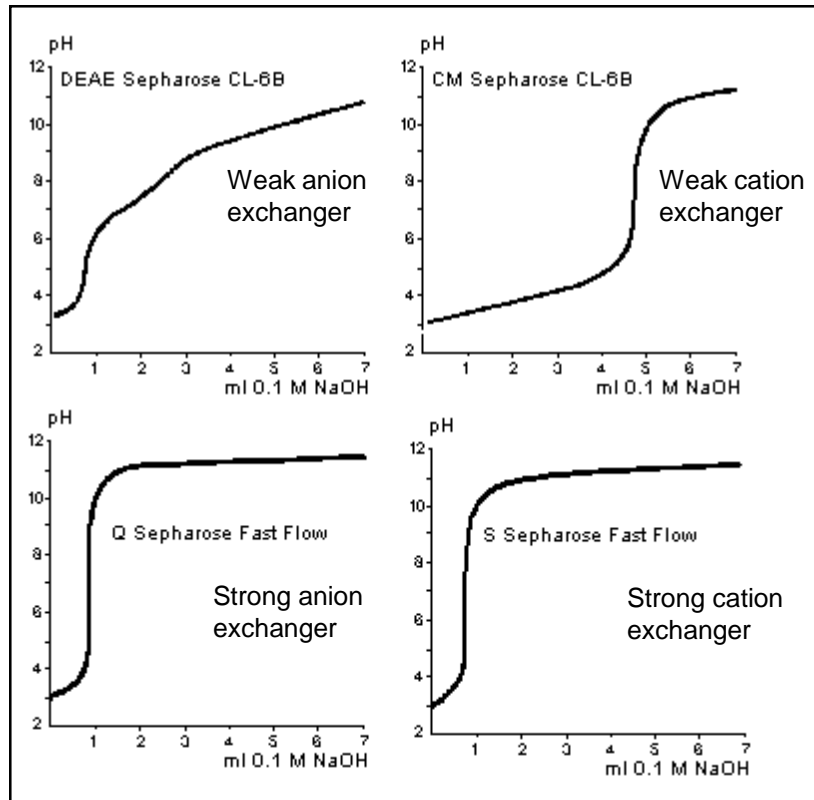 pH
12
10
8
6
4
2
DEAE Sepharose CL-6B
Weak anion
exchanger
1 2 3 4 5 6 7
ml 0.1 M NaOH
pH
12
10
8
6
4
2
CM Sepharose CL-6B
Weak cation
exchanger
1 2 3 4 5 6 7
ml 0.1 M NaOH
pH
12
10
8
6
4
2
Q Sepharose Fast Flow
Strong anion
exchanger
1 2 3 4 5 6 7
ml 0.1 M NaOH
pH
12
10
8
6
4
2
S Sepharose Fast Flow
Strong cation
exchanger
1 2 3 4 5 6 7
ml 0.1 M NaOH